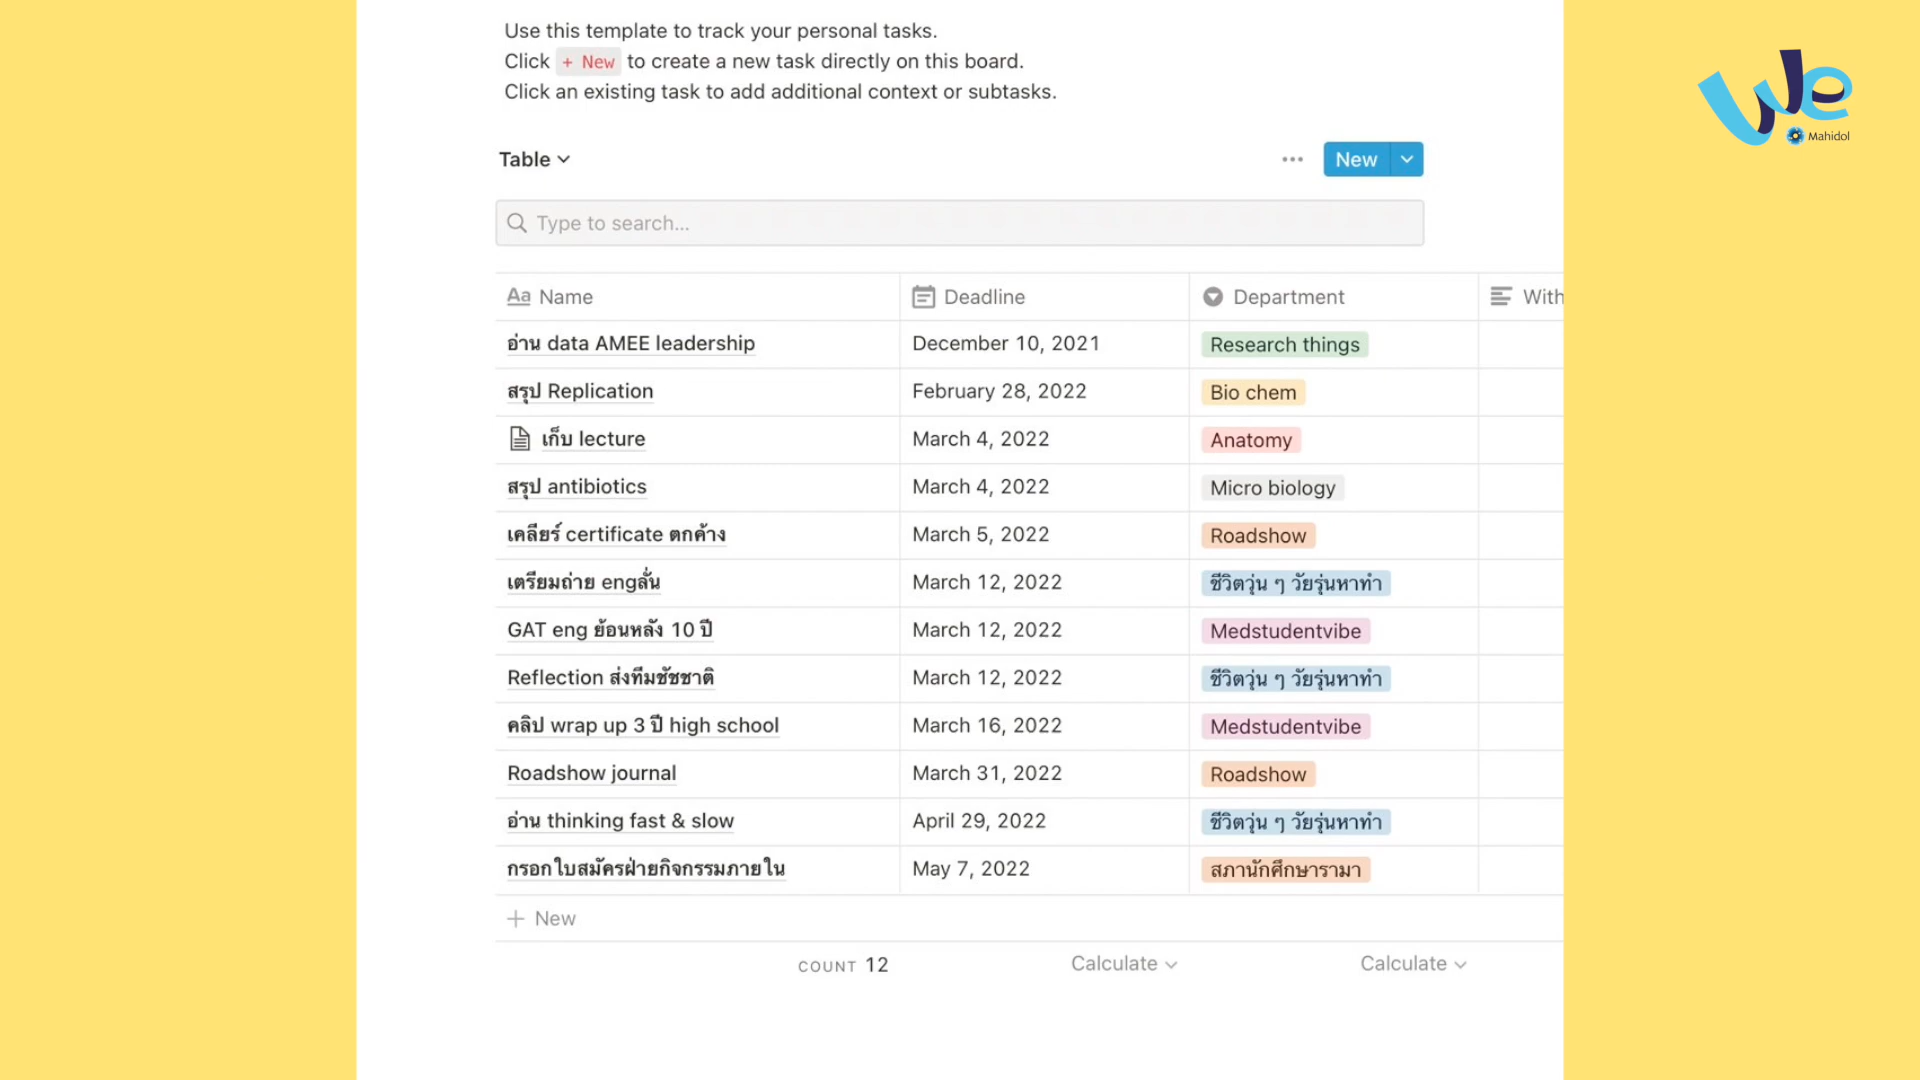 Use this template to track your personal tasks.
Click + New to create a new task directly on this board.
Click an existing task to add additional context or subtasks.
We
Mahidol
Table
New
Type to search...
Aa Name Deadline Department With
อ่าน data AMEE leadership December 10, 2021 Research things
สรุป Replication February 28, 2022 Bio chem
เก็บ lecture March 4, 2022 Anatomy
สรุป antibiotics March 4, 2022 Micro biology
เคลียร์ certificate ตกค้าง March 5, 2022 Roadshow
เตรียมถ่าย engลั่น March 12, 2022 ชีวิตวุ่น ๆ วัยรุ่นหาทำ
GAT eng ย้อนหลัง 10 ปี March 12, 2022 Medstudentvibe
Reflection ส่งทีมชัชชาติ March 12, 2022 ชีวิตวุ่น ๆ วัยรุ่นหาทำ
คลิป wrap up 3 ปี high school March 16, 2022 Medstudentvibe
Roadshow journal March 31, 2022 Roadshow
อ่าน thinking fast & slow April 29, 2022 ชีวิตวุ่น ๆ วัยรุ่นหาทำ
กรอกใบสมัครฝ่ายกิจกรรมภายใน May 7, 2022 สภานักศึกษารามา
+ New
COUNT 12 Calculate Calculate